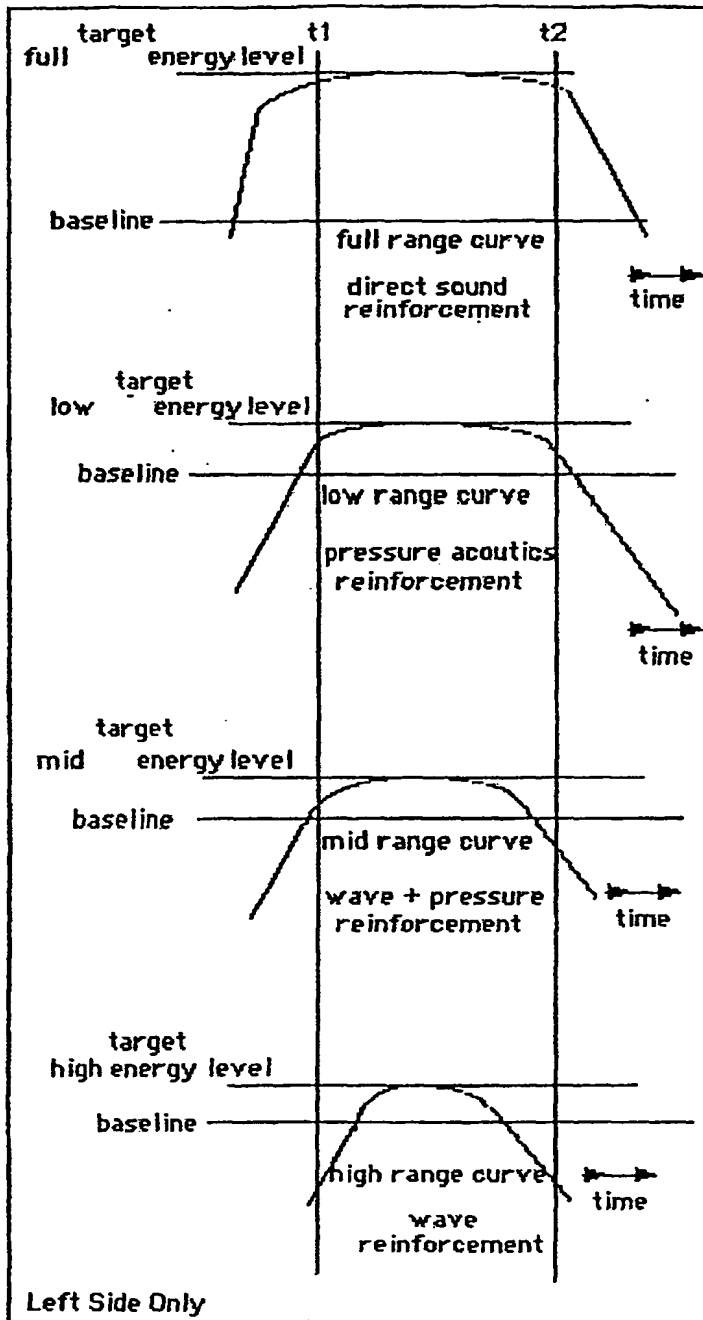 target t1 t2
full energy level
baseline
full range curve
direct sound
reinforcement
time
target
low energy level
baseline
low range curve
pressure acoutics
reinforcement
time
target
mid energy level
baseline
mid range curve
wave + pressure
reinforcement
time
target
high energy level
baseline
high range curve
time
wave
reinforcement
Left Side Only